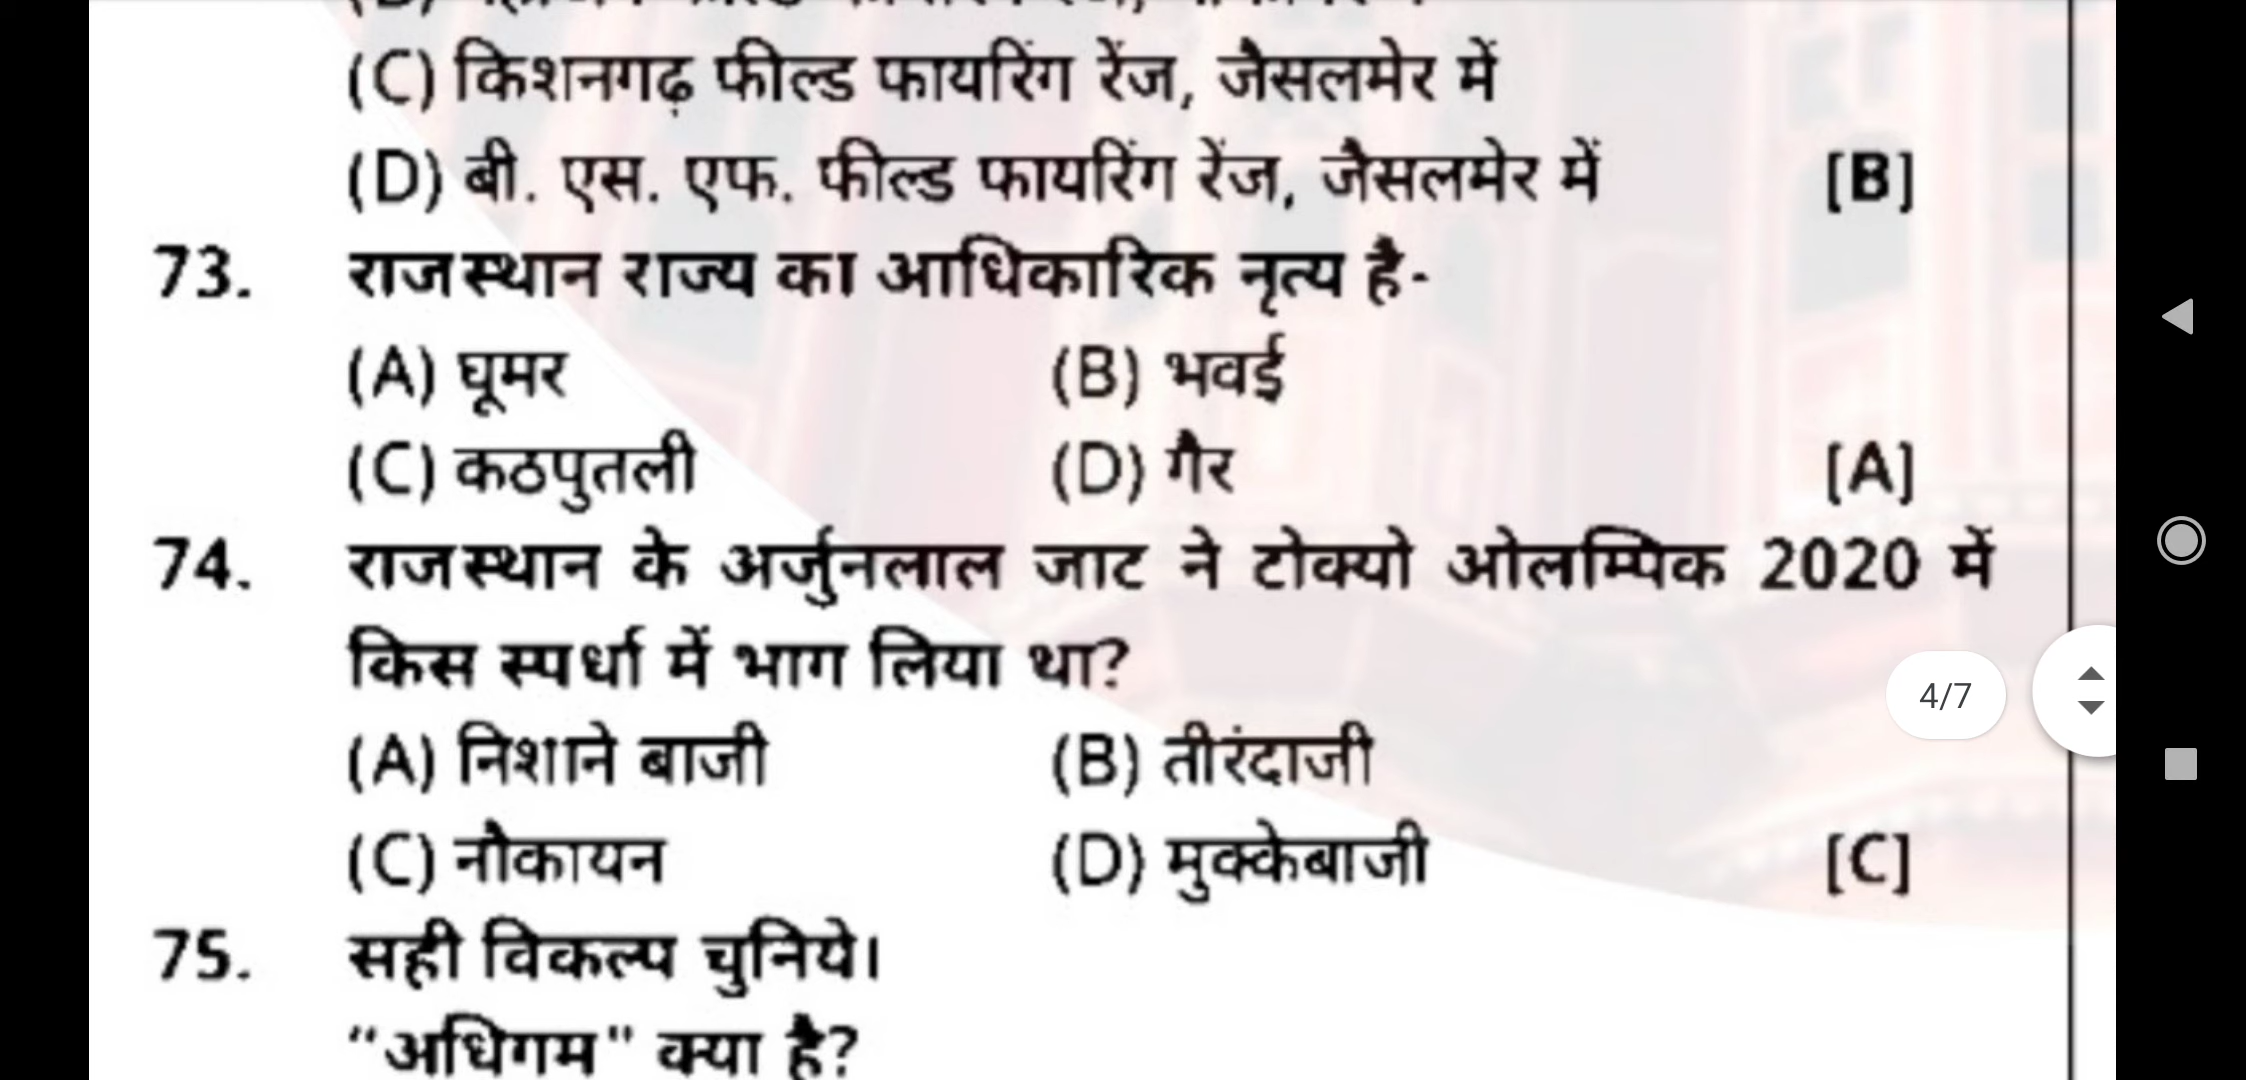 (C) किशनगढ़ फील्ड फायरिंग रेंज, जैसलमेर में
(D) बी. एस. एफ. फील्ड फायरिंग रेंज, जैसलमेर में [B]
73. राजस्थान राज्य का आधिकारिक नृत्य है-
(A) घूमर (B) भवई
(C) कठपुतली (D) गैर [A]
74. राजस्थान के अर्जुनलाल जाट ने टोक्यो ओलम्पिक 2020 में
किस स्पर्धा में भाग लिया था?
4/7
(A) निशाने बाजी (B) तीरंदाजी
(C) नौकायन (D) मुक्केबाजी [C]
75. सही विकल्प चुनिये।
“अधिगम" क्या है?